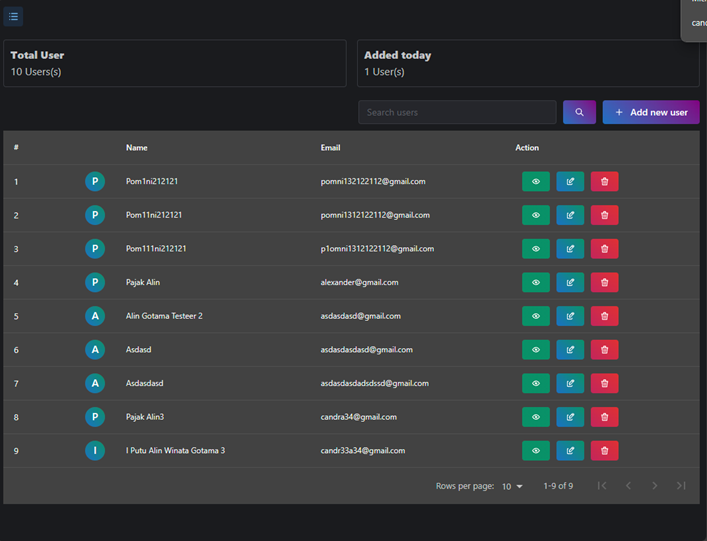 cand
Total User
10 Users(s)
Added today
1 User(s)
Search users
Add new user
# Name Email Action
1 P Pom1ni212121 pomni132122112@gmail.com
2 P Pom11ni212121 pomni1312122112@gmail.com
3 P Pom111ni212121 p1omni1312122112@gmail.com
4 P Pajak Alin alexander@gmail.com
5 A Alin Gotama Testeer 2 asdasdasd@gmail.com
6 A Asdasd asdasdasdasd@gmail.com
7 A Asdasdasd asdasdasdadsdssd@gmail.com
8 P Pajak Alin3 candra34@gmail.com
9 I I Putu Alin Winata Gotama 3 candr33a34@gmail.com
Rows per page: 10 1-9 of 9